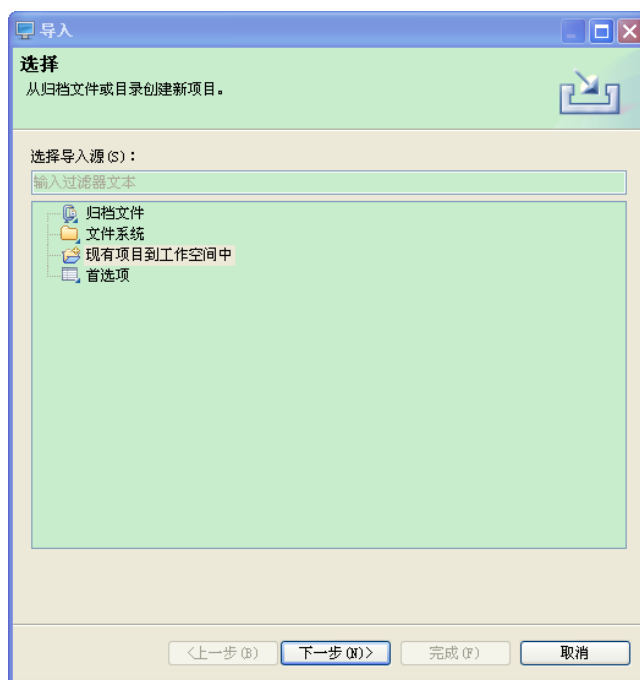 导入
选择
从归档文件或目录创建新项目。
选择导入源(S)：
输入过滤器文本
归档文件
文件系统
现有项目到工作空间中
首选项
<上一步(B) 下一步(N)> 完成(F) 取消